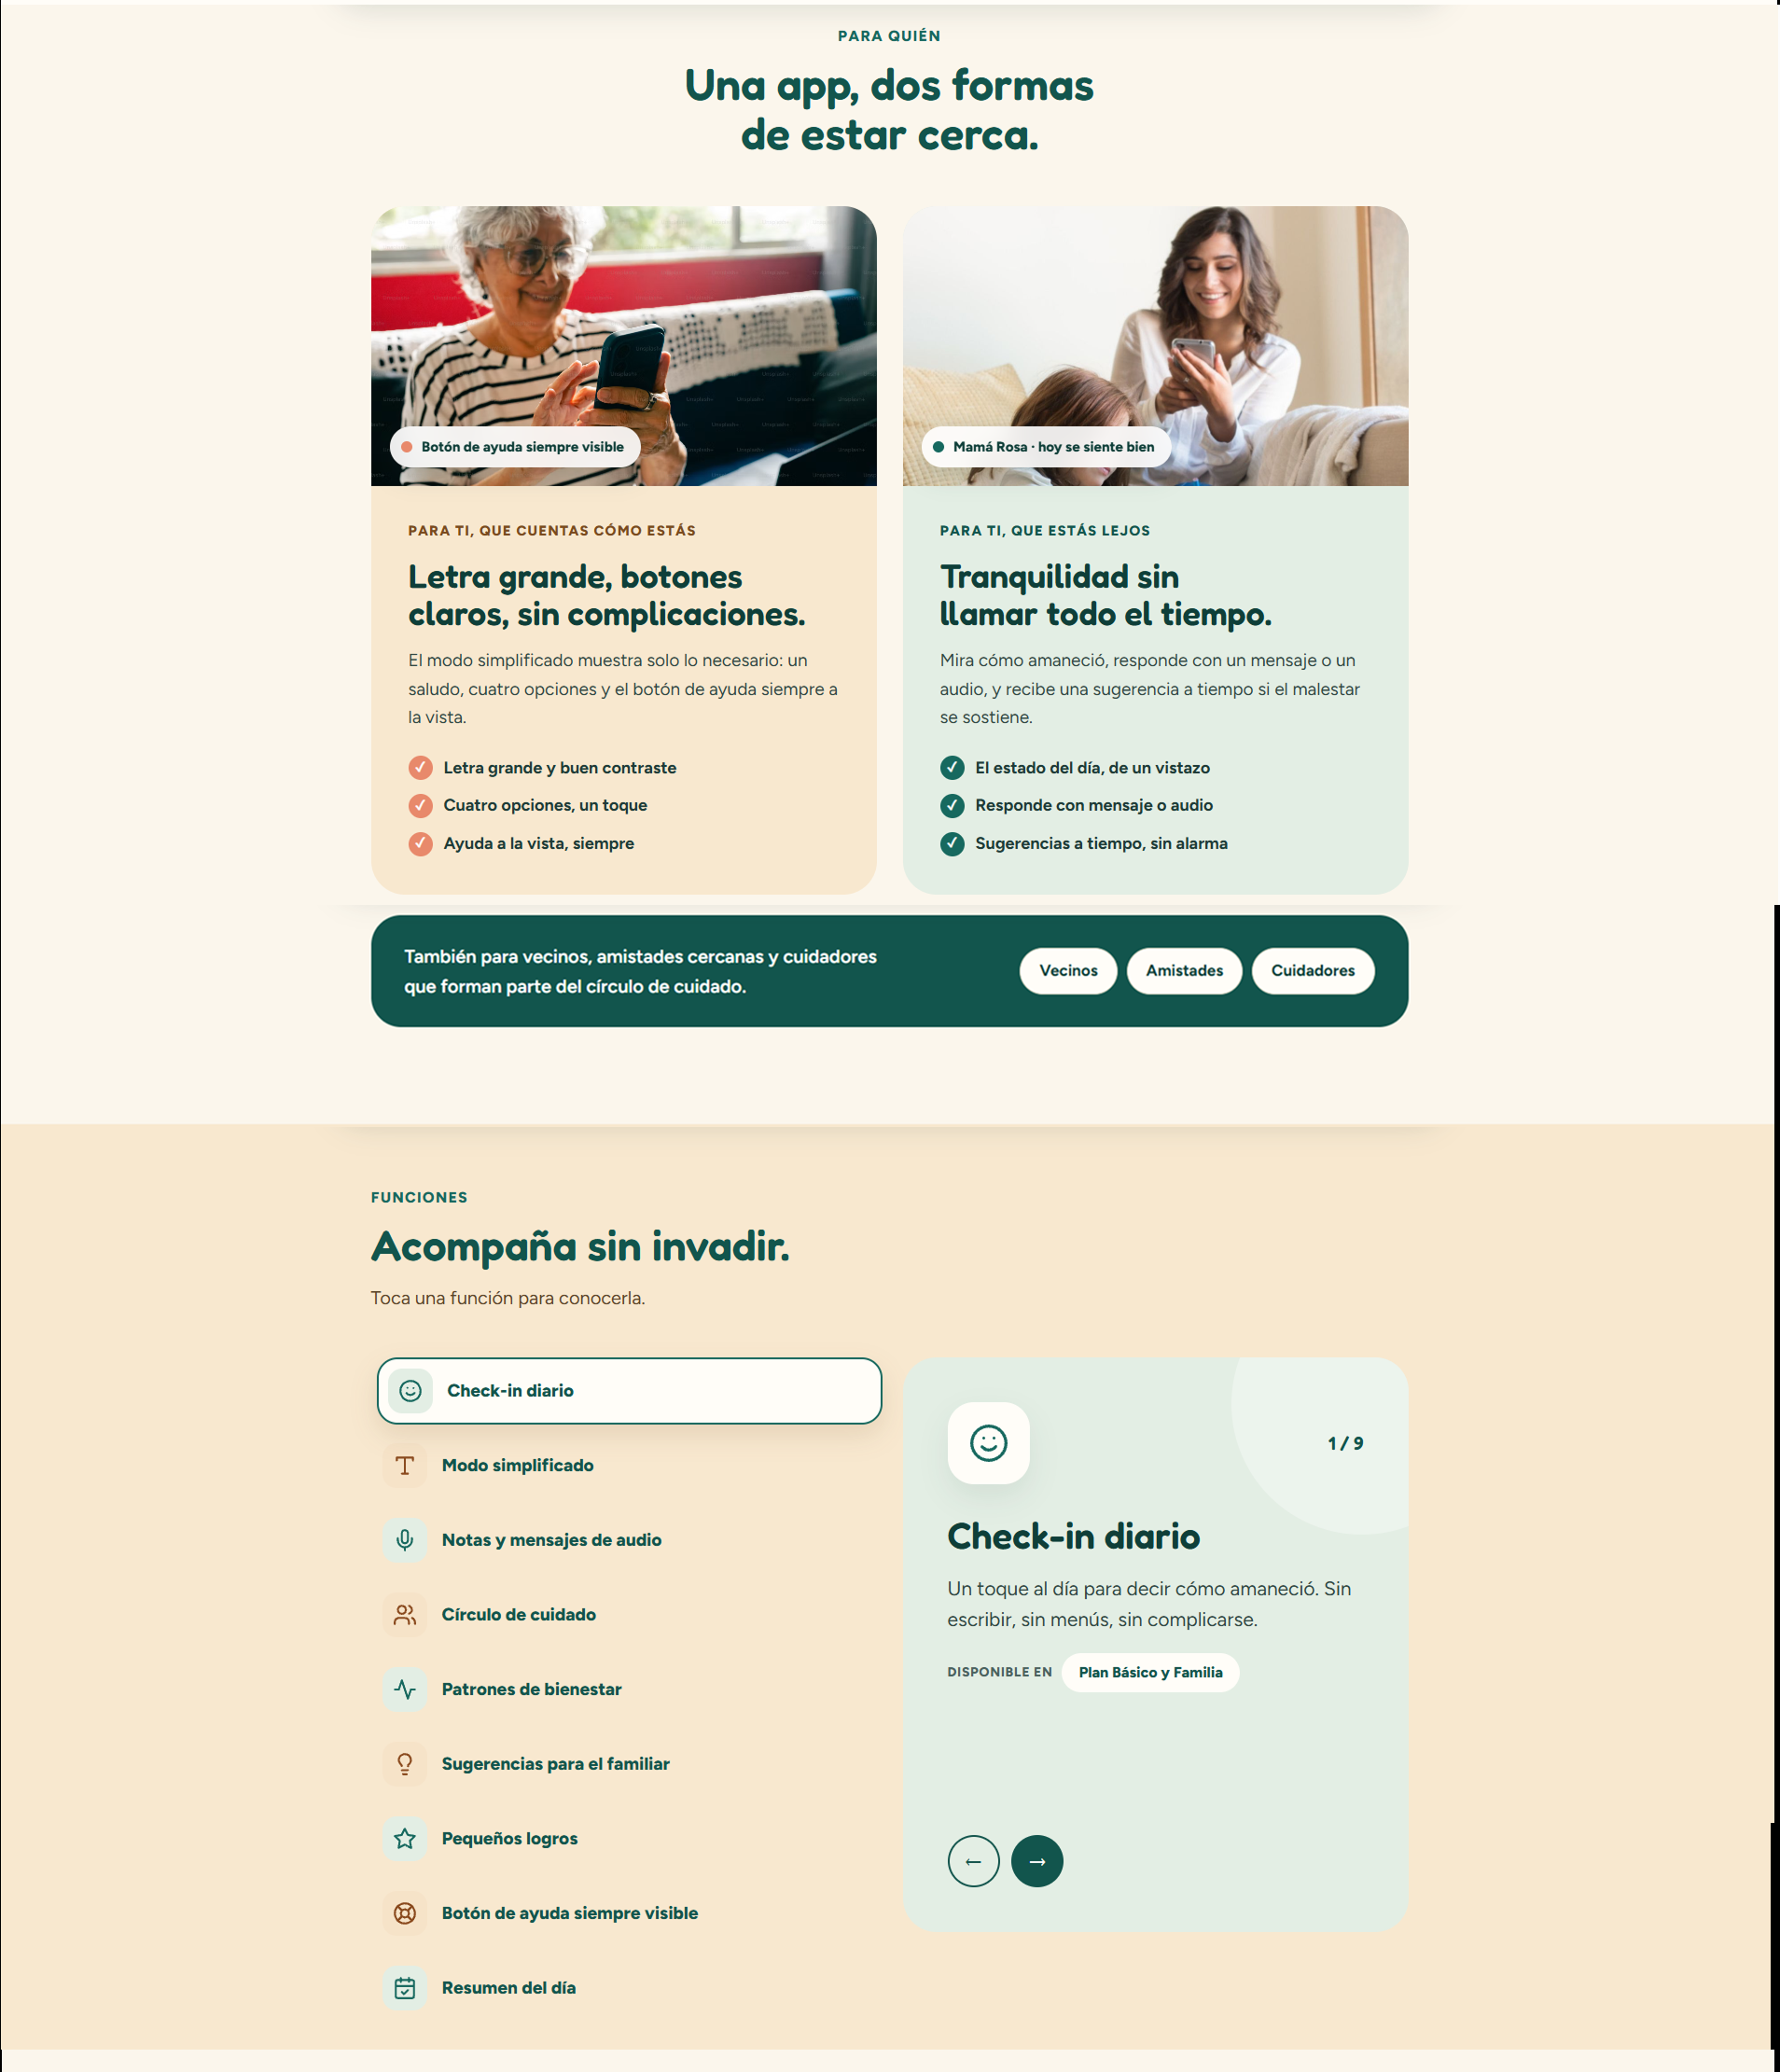 PARA QUIÉN
Una app, dos formas
de estar cerca.
Botón de ayuda siempre visible
Mamá Rosa · hoy se siente bien
PARA TI, QUE CUENTAS CÓMO ESTÁS
Letra grande, botones
claros, sin complicaciones.
El modo simplificado muestra solo lo necesario: un
saludo, cuatro opciones y el botón de ayuda siempre a
la vista.
Letra grande y buen contraste
Cuatro opciones, un toque
Ayuda a la vista, siempre
PARA TI, QUE ESTÁS LEJOS
Tranquilidad sin
llamar todo el tiempo.
Mira cómo amaneció, responde con un mensaje o un
audio, y recibe una sugerencia a tiempo si el malestar
se sostiene.
El estado del día, de un vistazo
Responde con mensaje o audio
Sugerencias a tiempo, sin alarma
También para vecinos, amistades cercanas y cuidadores
que forman parte del círculo de cuidado.
Vecinos
Amistades
Cuidadores
FUNCIONES
Acompaña sin invadir.
Toca una función para conocerla.
Check-in diario
Modo simplificado
Notas y mensajes de audio
Círculo de cuidado
Patrones de bienestar
Sugerencias para el familiar
Pequeños logros
Botón de ayuda siempre visible
Resumen del día
1 / 9
Check-in diario
Un toque al día para decir cómo amaneció. Sin
escribir, sin menús, sin complicarse.
DISPONIBLE EN Plan Básico y Familia
← →